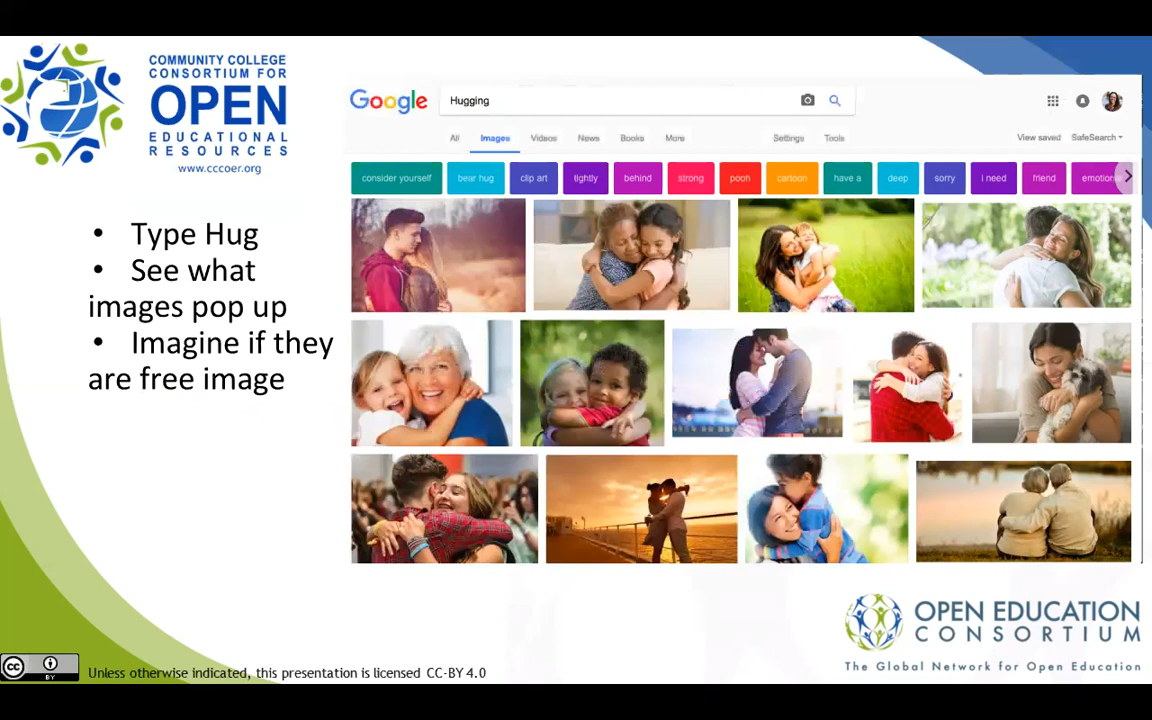 COMMUNITY COLLEGE
CONSORTIUM FOR
OPEN
EDUCATIONAL
RESOURCES
www.cccoer.org
• Type Hug
• See what
images pop up
• Imagine if they
are free image
Google
Hugging
All Images Videos News Books More Settings Tools
View saved SafeSearch
consider yourself bear hug clip art tightly behind strong pooh cartoon have a deep sorry i need friend emotion
OPEN EDUCATION
CONSORTIUM
The Global Network for Open Education
cc BY
Unless otherwise indicated, this presentation is licensed CC-BY 4.0